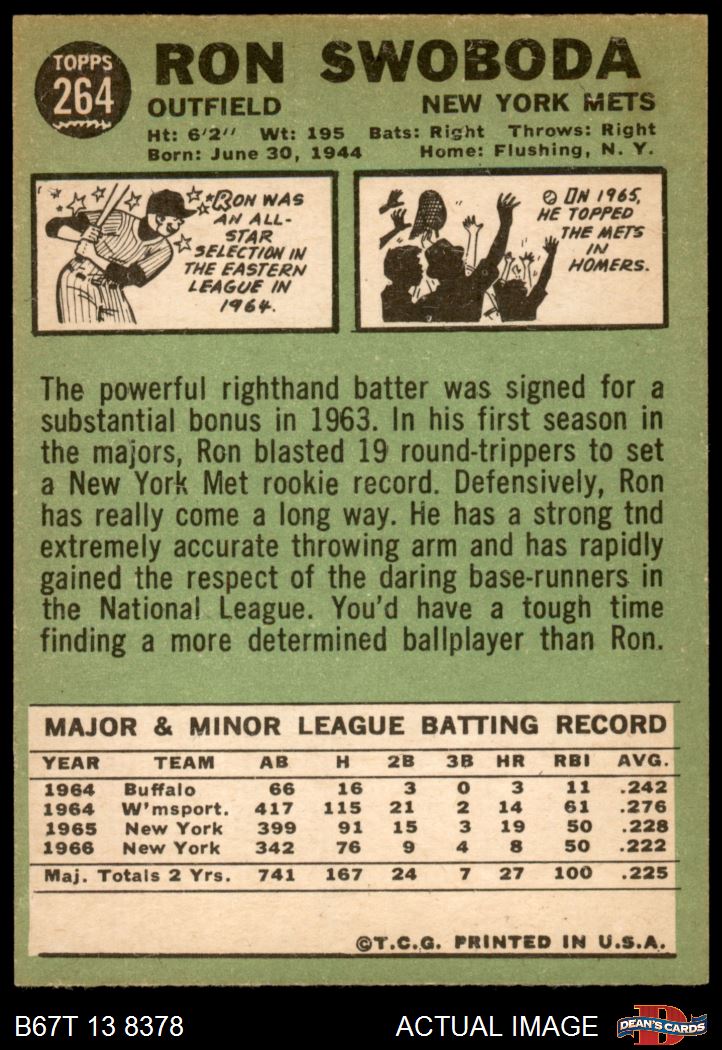 TOPPS
264
RON SWOBODA
OUTFIELD NEW YORK METS
Ht: 6'2" Wt: 195 Bats: Right Throws: Right
Born: June 30, 1944 Home: Flushing, N. Y.
RON WAS
AN ALL-
STAR
SELECTION IN
THE EASTERN
LEAGUE IN
1964.
IN 1965,
HE TOPPED
THE METS
IN
HOMERS.
The powerful righthand batter was signed for a
substantial bonus in 1963. In his first season in
the majors, Ron blasted 19 round-trippers to set
a New York Met rookie record. Defensively, Ron
has really come a long way. He has a strong tnd
extremely accurate throwing arm and has rapidly
gained the respect of the daring base-runners in
the National League. You'd have a tough time
finding a more determined ballplayer than Ron.
MAJOR & MINOR LEAGUE BATTING RECORD
YEAR TEAM AB H 2B 3B HR RBI AVG.
1964 Buffalo 66 16 3 0 3 11 .242
1964 W'msport. 417 115 21 2 14 61 .276
1965 New York 399 91 15 3 19 50 .228
1966 New York 342 76 9 4 8 50 .222
Maj. Totals 2 Yrs. 741 167 24 7 27 100 .225
©T.C.G. PRINTED IN U.S.A.
B67T 13 8378 ACTUAL IMAGE D DEAN'S CARDS